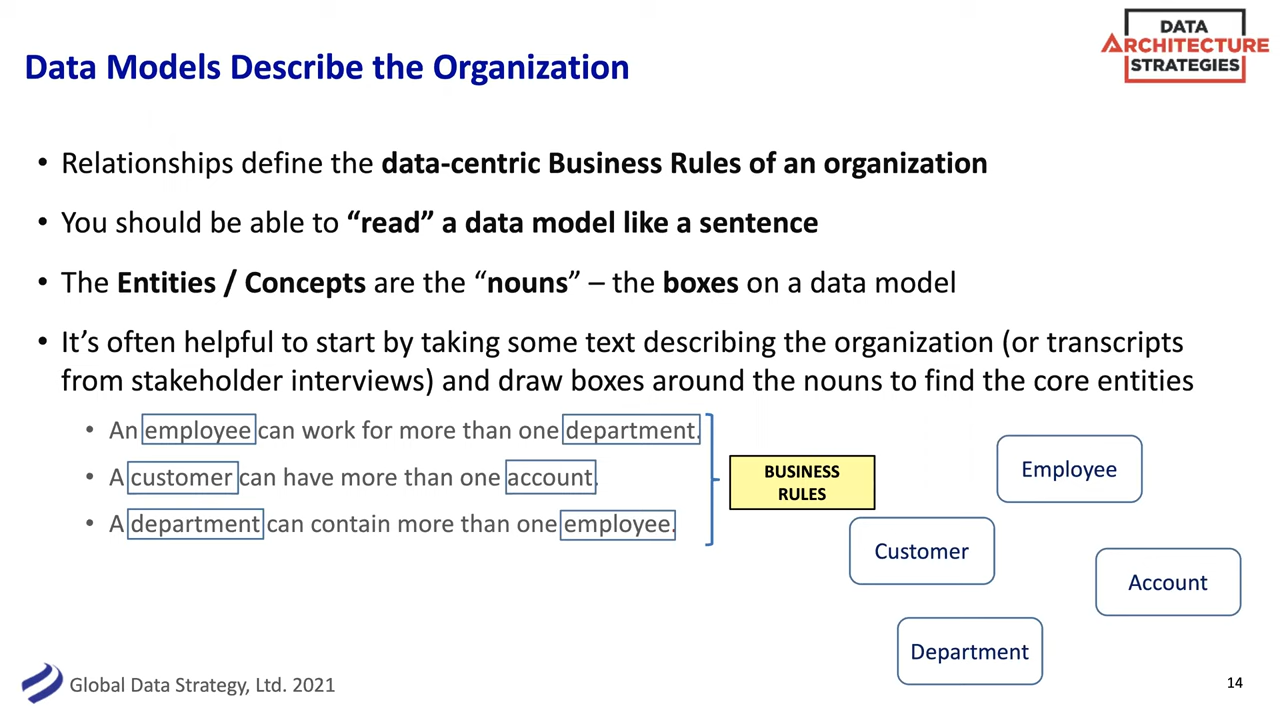 Data Models Describe the Organization
DATA
ARCHITECTURE
STRATEGIES
• Relationships define the data-centric Business Rules of an organization
• You should be able to “read” a data model like a sentence
• The Entities / Concepts are the “nouns” – the boxes on a data model
• It’s often helpful to start by taking some text describing the organization (or transcripts
from stakeholder interviews) and draw boxes around the nouns to find the core entities
• An employee can work for more than one department.
• A customer can have more than one account.
• A department can contain more than one employee.
BUSINESS
RULES
Employee
Customer
Account
Department
Global Data Strategy, Ltd. 2021
14